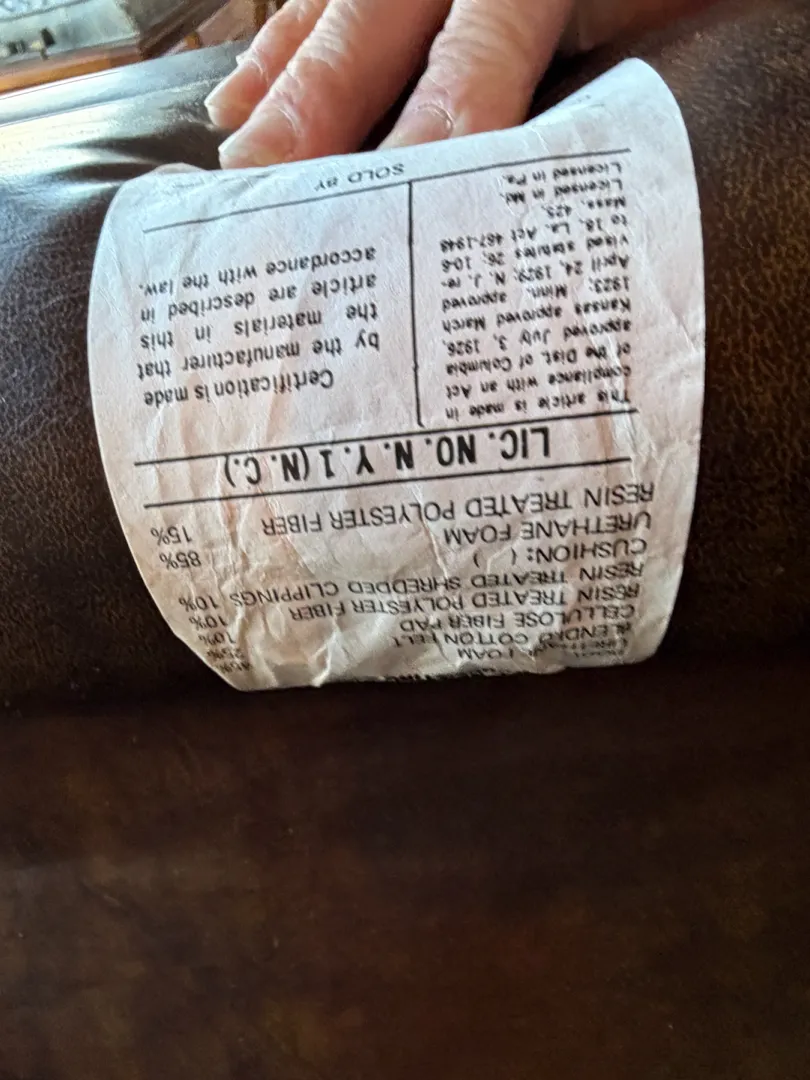 FOAM 40%
BLENDED COTTON FELT 25%
CELLULOSE FIBER PAD 10%
RESIN TREATED POLYESTER FIBER 10%
RESIN TREATED SHREDDED CLIPPINGS 10%
CUSHION: ( )
URETHANE FOAM 85%
RESIN TREATED POLYESTER FIBER 15%
LIC. NO. N. Y. 1 (N. C.)
This article is made in
compliance with an Act
of the Dist. of Columbia
approved July 3, 1926,
Kansas approved March
1923; Minn. approved
April 24, 1929; N. J. re-
vised statutes 26; 10-6
to 18. La. Act 467-1948
Mass. 425.
Licensed in Md.
Licensed in Pa.
Certification is made
by the manufacturer that
the materials in this
article are described in
accordance with the law.
SOLD BY